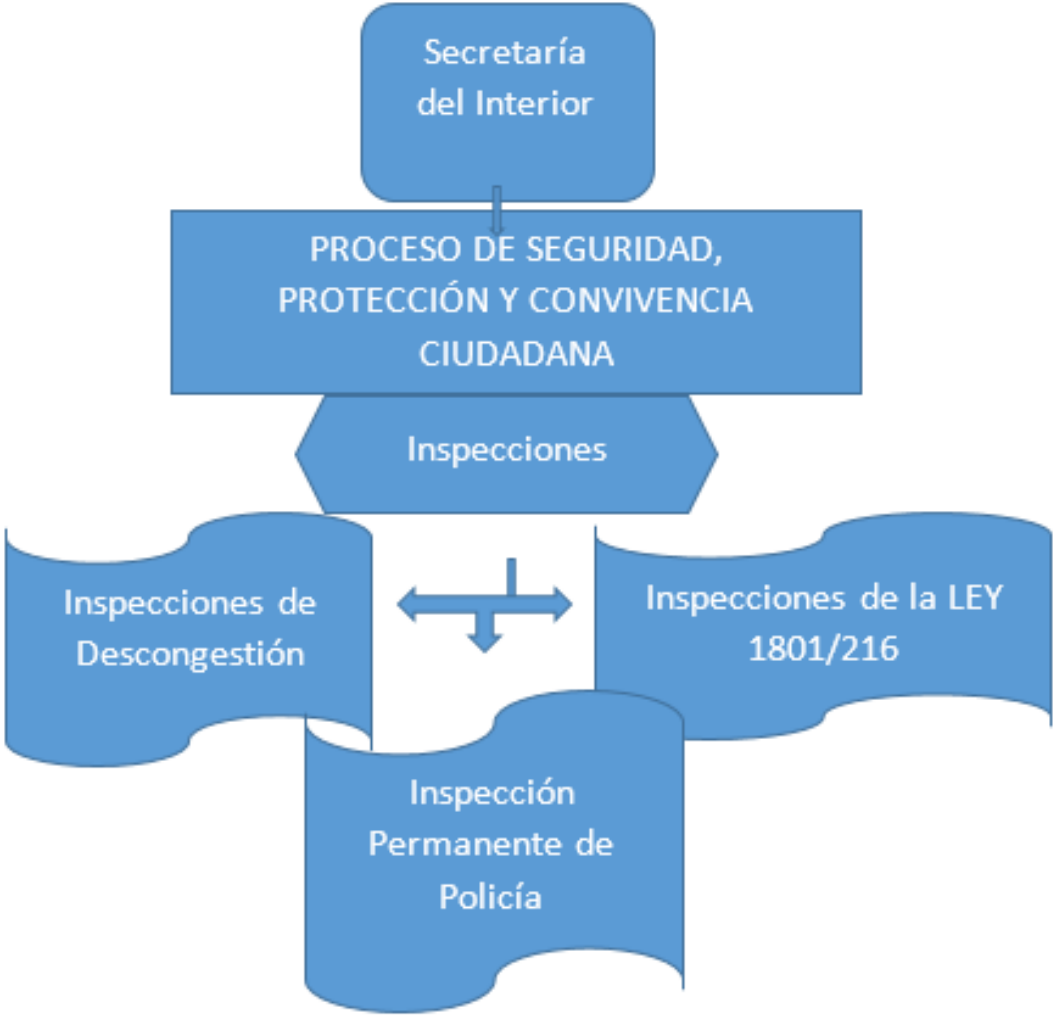 Secretaría
del Interior
PROCESO DE SEGURIDAD,
PROTECCIÓN Y CONVIVENCIA
CIUDADANA
Inspecciones
Inspecciones de
Descongestión
Inspecciones de la LEY
1801/216
Inspección
Permanente de
Policía